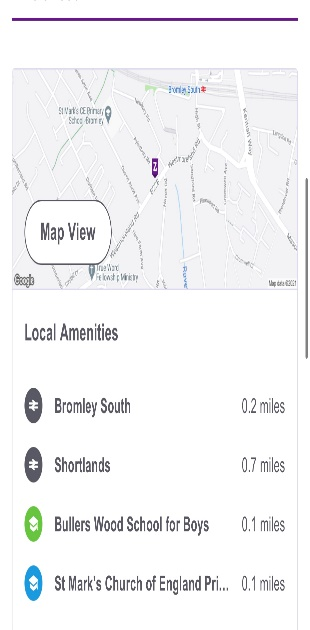 Bromley South
St Mark's CE Primary
School, Bromley
Westmoreland Rd
Z
Map View
True Word
Fellowship Ministry
Google
Map data ©2021
Local Amenities
Bromley South 0.2 miles
Shortlands 0.7 miles
Bullers Wood School for Boys 0.1 miles
St Mark's Church of England Pri... 0.1 miles